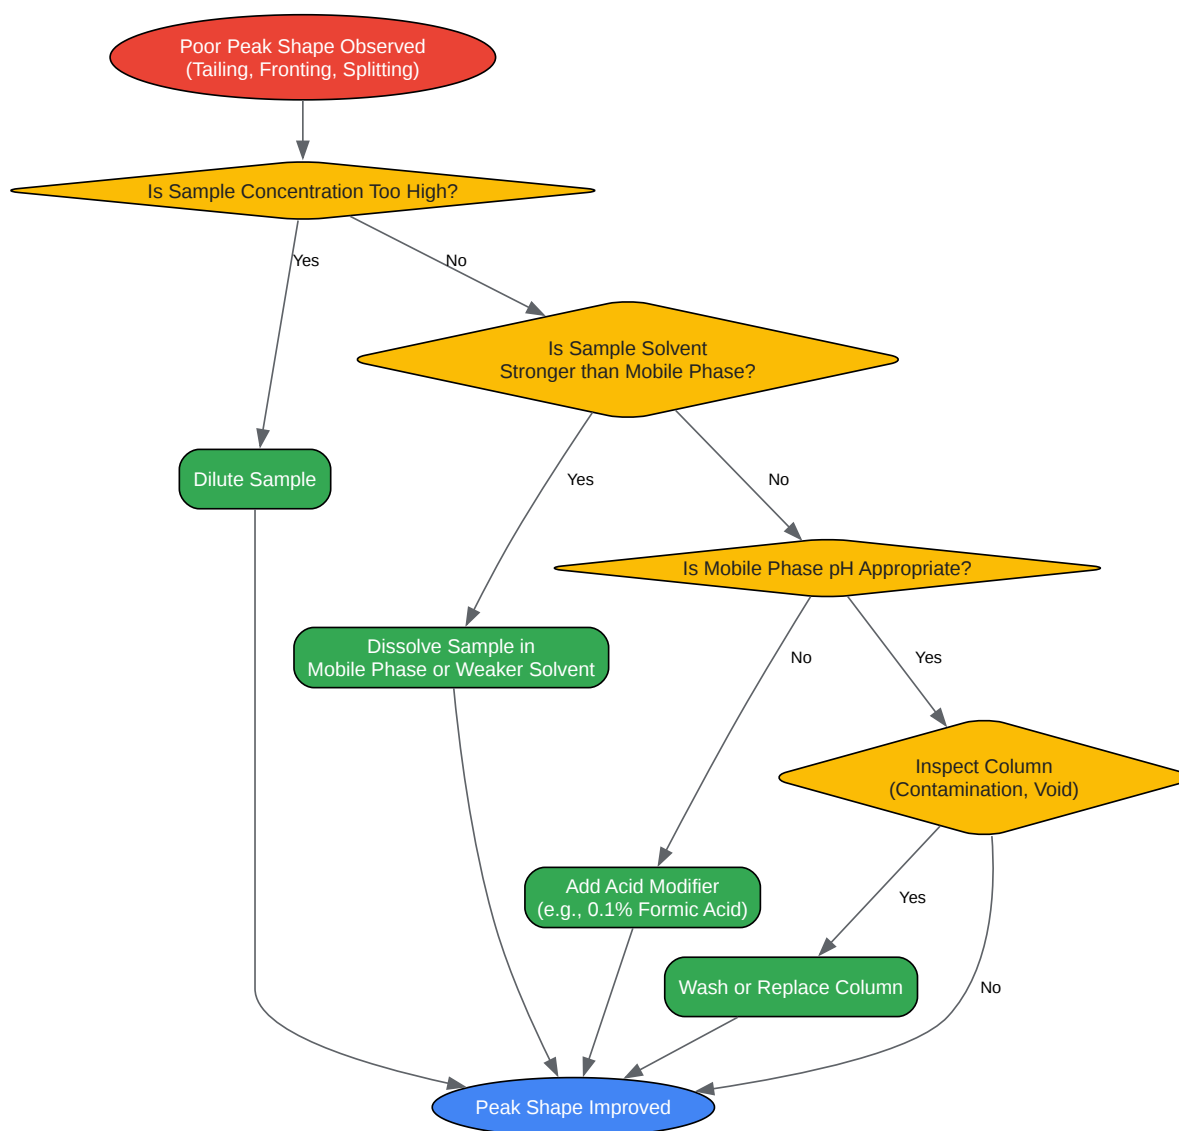 Poor Peak Shape Observed
(Tailing, Fronting, Splitting)
Is Sample Concentration Too High?
Yes
No
Is Sample Solvent
Stronger than Mobile Phase?
Dilute Sample
Yes
No
Is Mobile Phase pH Appropriate?
Dissolve Sample in
Mobile Phase or Weaker Solvent
No
Yes
Inspect Column
(Contamination, Void)
Add Acid Modifier
(e.g., 0.1% Formic Acid)
Yes
Wash or Replace Column
No
Peak Shape Improved